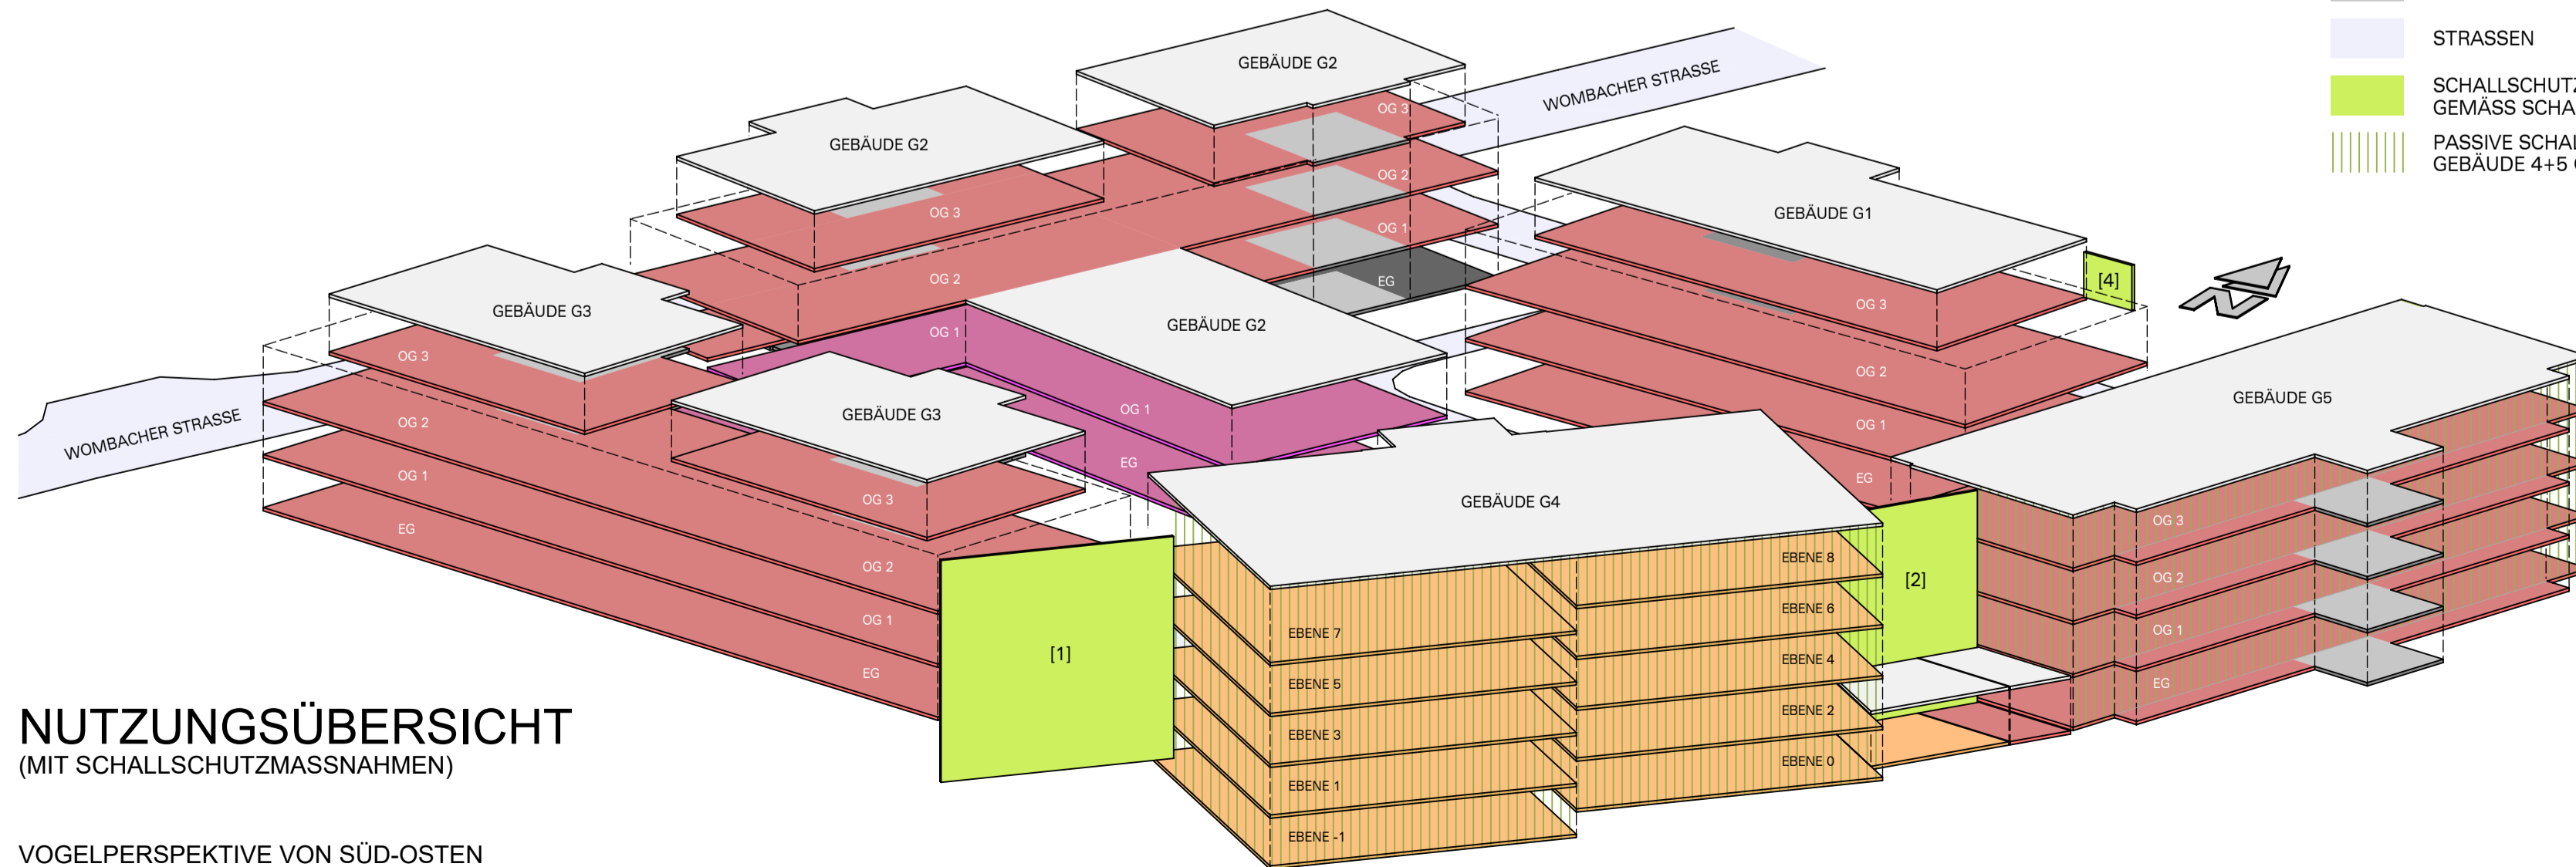 GEBÄUDE G2
STRASSEN
WOMBACHER STRASSE
SCHALLSCHUTZ
GEMÄSS SCHA
OG 3
GEBÄUDE G2
PASSIVE SCHAL
GEBÄUDE 4+5
OG 2
OG 3
GEBÄUDE G1
OG 1
OG 2
EG
[4]
GEBÄUDE G3
OG 3
GEBÄUDE G2
OG 1
OG 3
OG 2
GEBÄUDE G5
OG 1
GEBÄUDE G3
WOMBACHER STRASSE
OG 2
OG 1
EG
OG 1
EG
OG 3
GEBÄUDE G4
EG
OG 3
EBENE 8
OG 2
[2]
OG 2
EBENE 6
OG 1
EBENE 7
OG 1
[1]
EBENE 4
EG
EBENE 5
EG
EBENE 2
EBENE 3
EBENE 0
EBENE 1
EBENE -1
NUTZUNGSÜBERSICHT
(MIT SCHALLSCHUTZMASSNAHMEN)
VOGELPERSPEKTIVE VON SÜD-OSTEN